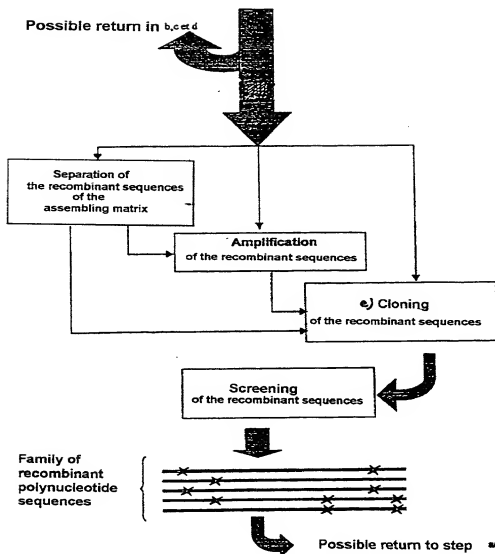 Possible return in b,c et d
Separation of
the recombinant sequences
of the
assembling matrix
Amplification
of the recombinant sequences
e) Cloning
of the recombinant sequences
Screening
of the recombinant sequences
Family of
recombinant
polynucleotide
sequences
Possible return to step